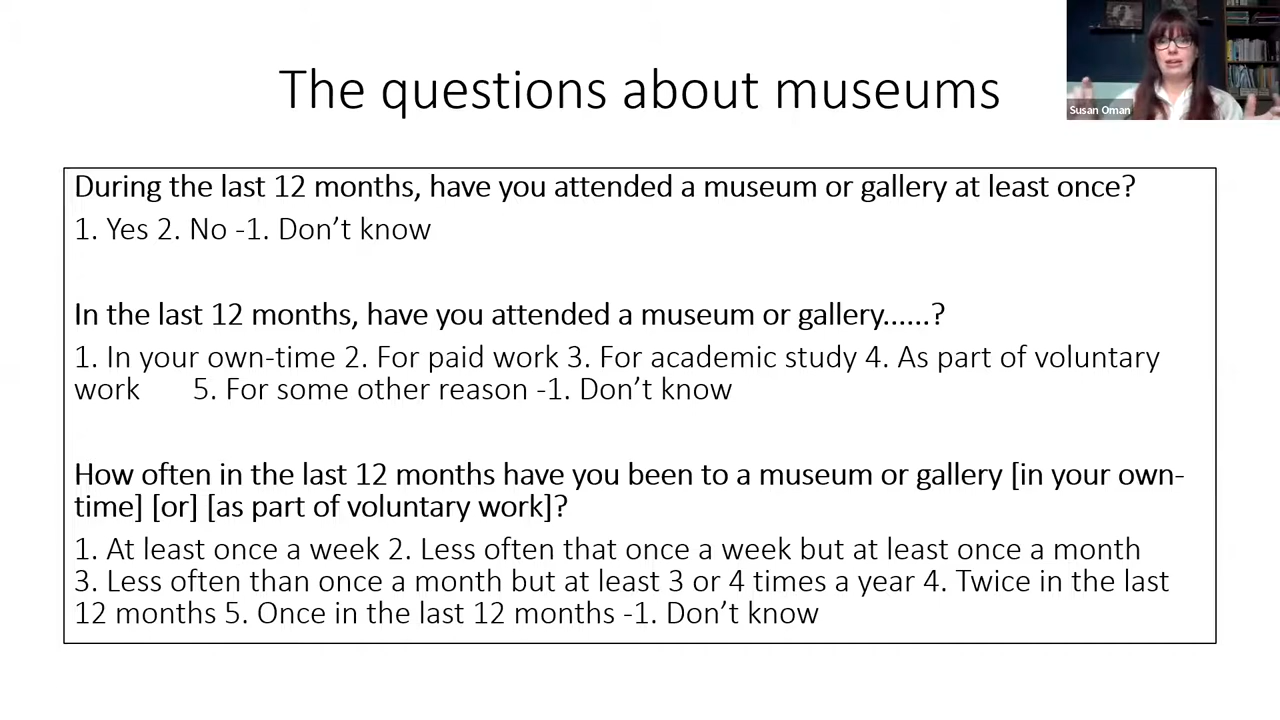 The questions about museums
Susan Oman
During the last 12 months, have you attended a museum or gallery at least once?
1. Yes 2. No -1. Don’t know
In the last 12 months, have you attended a museum or gallery......?
1. In your own-time 2. For paid work 3. For academic study 4. As part of voluntary
work 5. For some other reason -1. Don’t know
How often in the last 12 months have you been to a museum or gallery [in your own-
time] [or] [as part of voluntary work]?
1. At least once a week 2. Less often that once a week but at least once a month
3. Less often than once a month but at least 3 or 4 times a year 4. Twice in the last
12 months 5. Once in the last 12 months -1. Don’t know